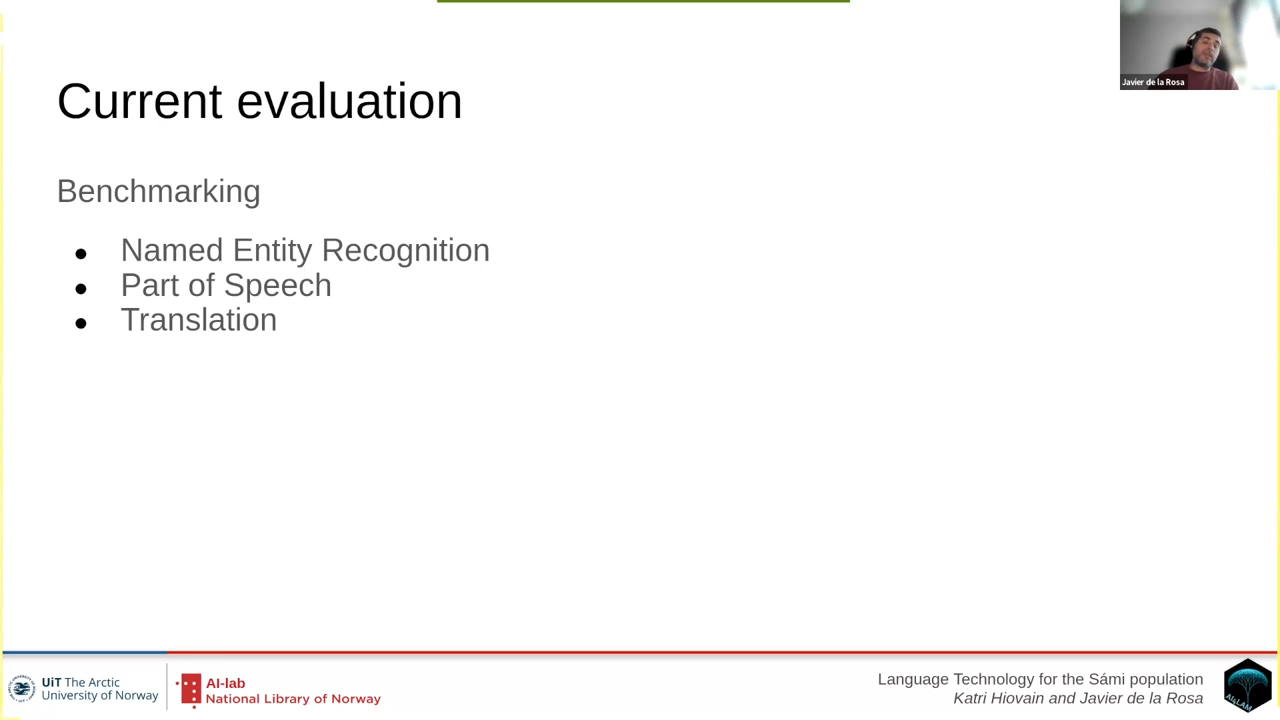 Javier de la Rosa
Current evaluation
Benchmarking
● Named Entity Recognition
● Part of Speech
● Translation
UiT The Arctic
University of Norway
AI-lab
National Library of Norway
Language Technology for the Sámi population
Katri Hiovain and Javier de la Rosa
AI4LAM